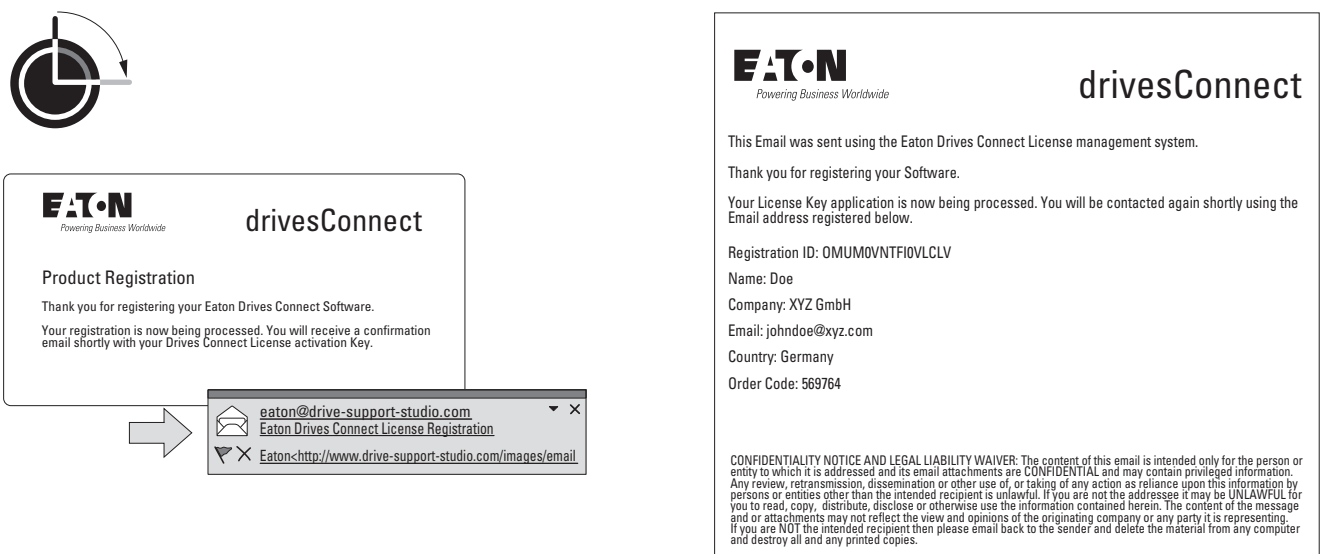 EATON
Powering Business Worldwide
drivesConnect
Product Registration
Thank you for registering your Eaton Drives Connect Software.
Your registration is now being processed. You will receive a confirmation
email shortly with your Drives Connect License activation Key.
eaton@drive-support-studio.com
Eaton Drives Connect License Registration
Eaton<http://www.drive-support-studio.com/images/email
EATON
Powering Business Worldwide
drivesConnect
This Email was sent using the Eaton Drives Connect License management system.
Thank you for registering your Software.
Your License Key application is now being processed. You will be contacted again shortly using the
Email address registered below.
Registration ID: OMUM0VNTFI0VLCLV
Name: Doe
Company: XYZ GmbH
Email: johndoe@xyz.com
Country: Germany
Order Code: 569764
CONFIDENTIALITY NOTICE AND LEGAL LIABILITY WAIVER: The content of this email is intended only for the person or
entity to which it is addressed and its email attachments are CONFIDENTIAL and may contain privileged information.
Any review, retransmission, dissemination or other use of, or taking of any action as reliance upon this information by
persons or entities other than the intended recipient is unlawful. If you are not the addressee it may be UNLAWFUL for
you to read, copy, distribute, disclose or otherwise use the information contained herein. The content of the message
and or attachments may not reflect the view and opinions of the originating company or any party it is representing.
If you are NOT the intended recipient then please email back to the sender and delete the material from any computer
and destroy all and any printed copies.